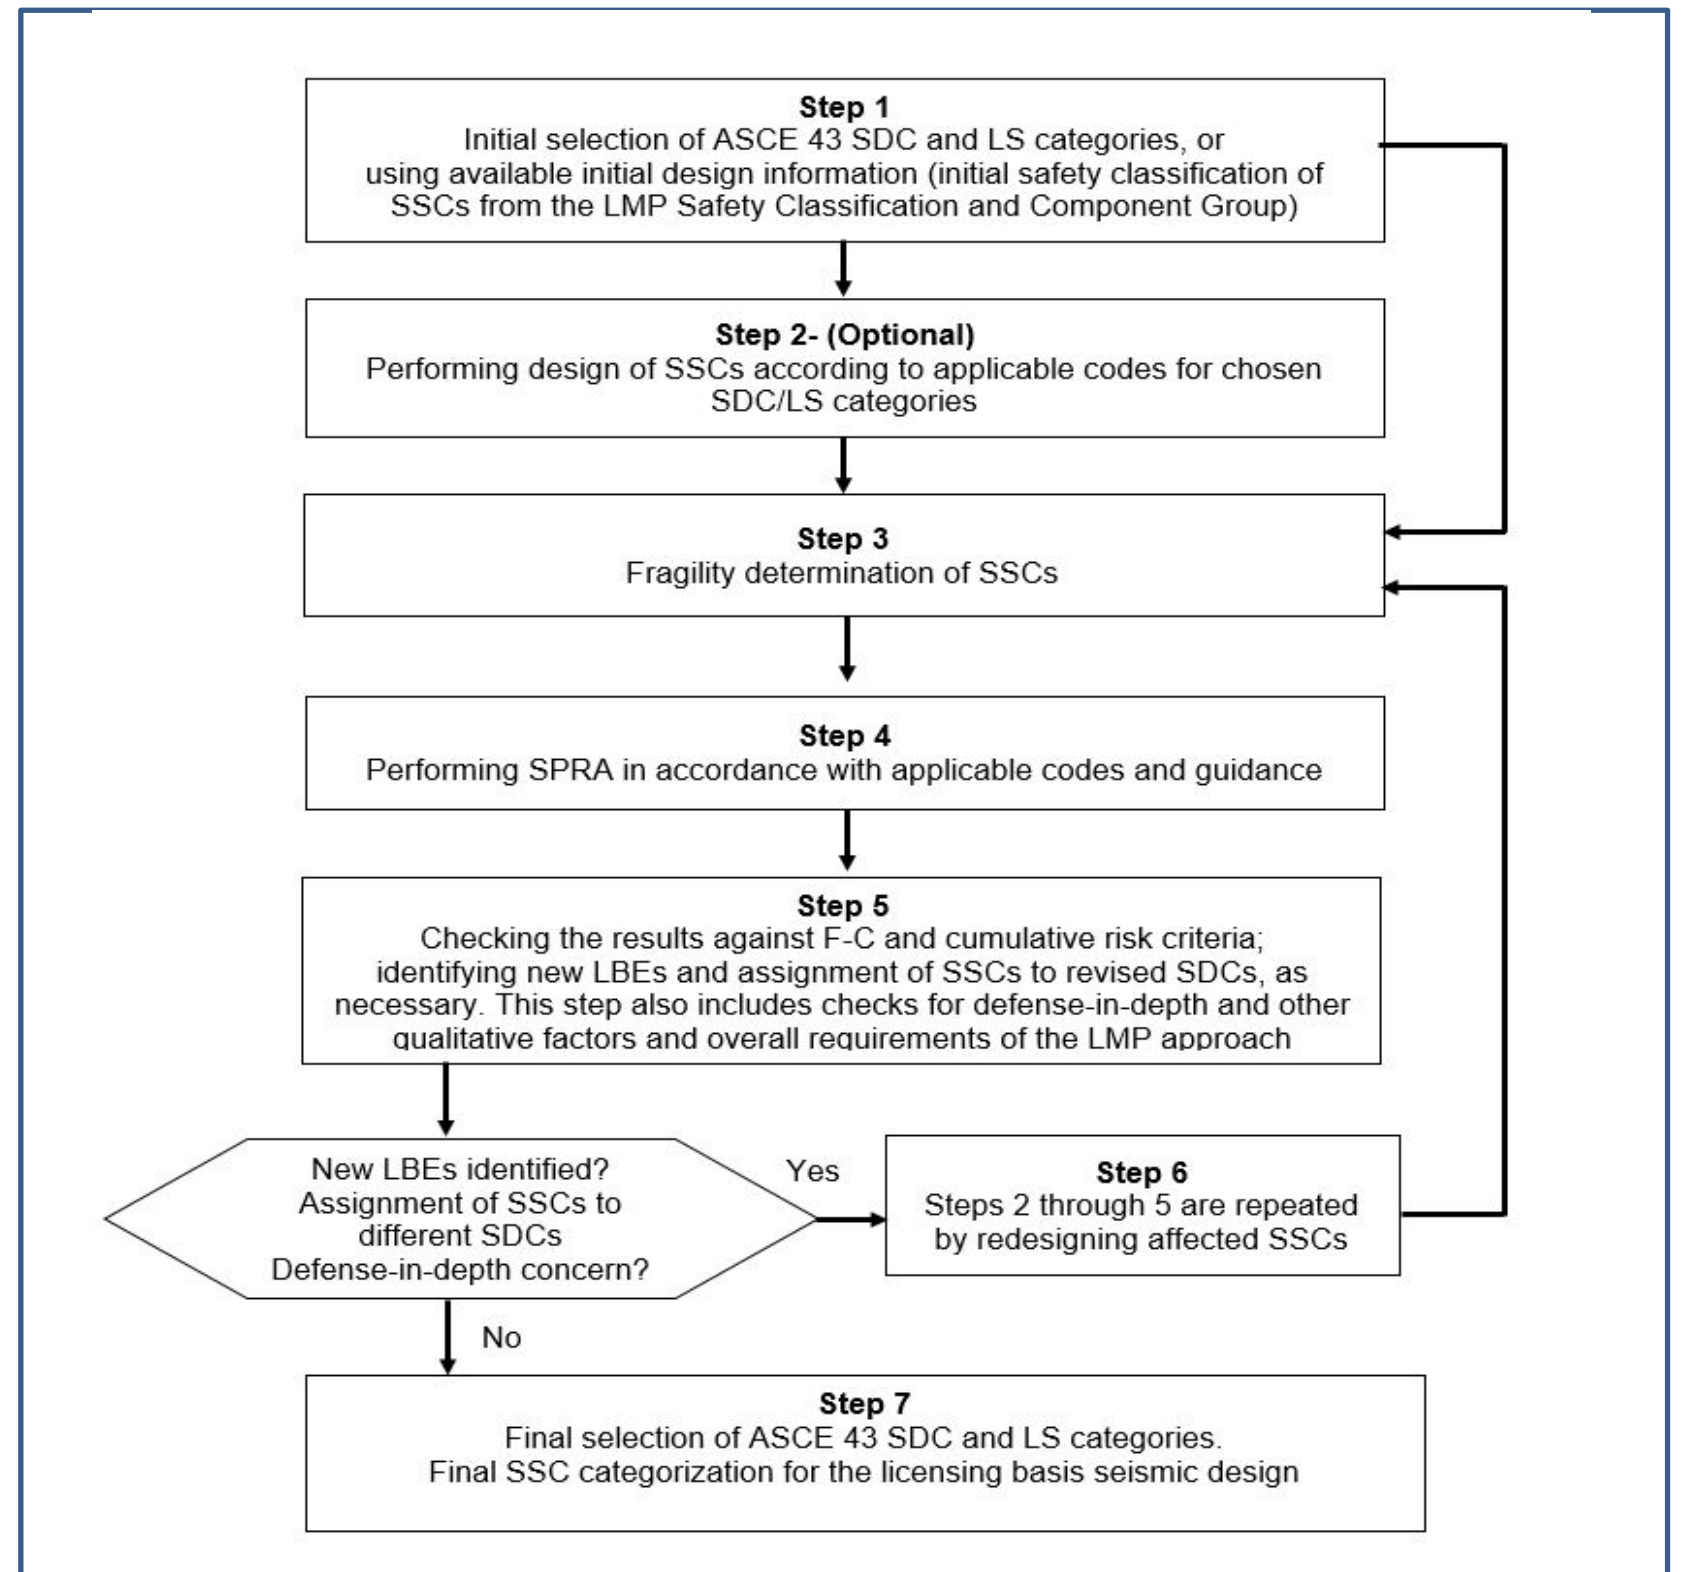 Step 1
Initial selection of ASCE 43 SDC and LS categories, or
using available initial design information (initial safety classification of
SSCs from the LMP Safety Classification and Component Group)
Step 2- (Optional)
Performing design of SSCs according to applicable codes for chosen
SDC/LS categories
Step 3
Fragility determination of SSCs
Step 4
Performing SPRA in accordance with applicable codes and guidance
Step 5
Checking the results against F-C and cumulative risk criteria;
identifying new LBEs and assignment of SSCs to revised SDCs, as
necessary. This step also includes checks for defense-in-depth and other
qualitative factors and overall requirements of the LMP approach
New LBEs identified?
Assignment of SSCs to
different SDCs
Defense-in-depth concern?
Yes
Step 6
Steps 2 through 5 are repeated
by redesigning affected SSCs
No
Step 7
Final selection of ASCE 43 SDC and LS categories.
Final SSC categorization for the licensing basis seismic design